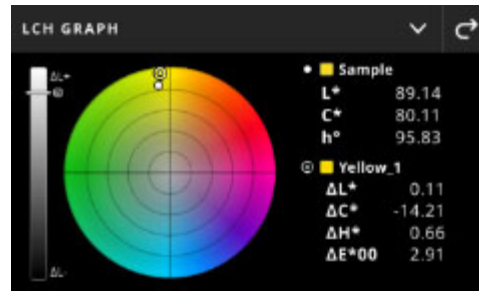 LCH GRAPH
ΔL+
ΔL-
Sample
L* 89.14
C* 80.11
h° 95.83
Yellow_1
ΔL* 0.11
ΔC* -14.21
ΔH* 0.66
ΔE*00 2.91